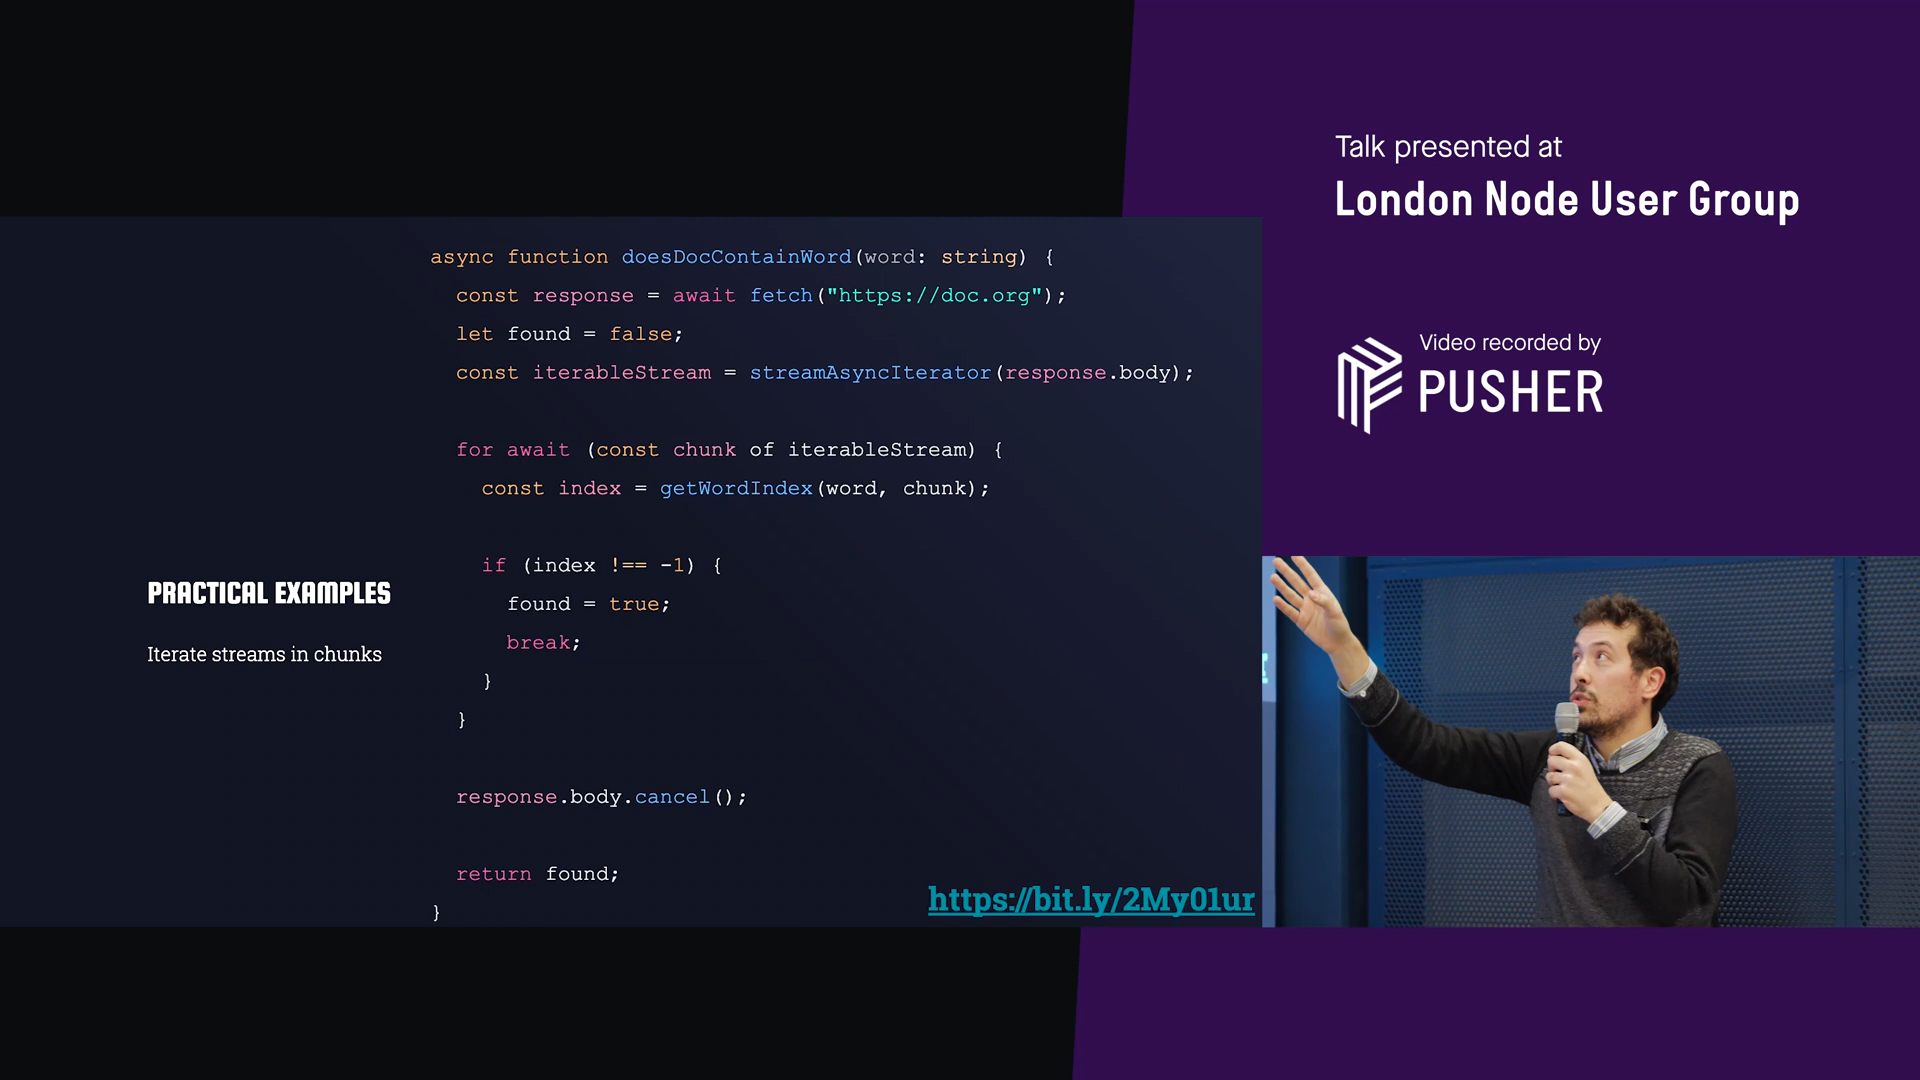 Talk presented at
London Node User Group
Video recorded by
PUSHER
PRACTICAL EXAMPLES
Iterate streams in chunks
async function doesDocContainWord(word: string) {
  const response = await fetch("https://doc.org");
  let found = false;
  const iterableStream = streamAsyncIterator(response.body);
  for await (const chunk of iterableStream) {
    const index = getWordIndex(word, chunk);
    if (index !== -1) {
      found = true;
      break;
    }
  }
  response.body.cancel();
  return found;
}
https://bit.ly/2My01ur